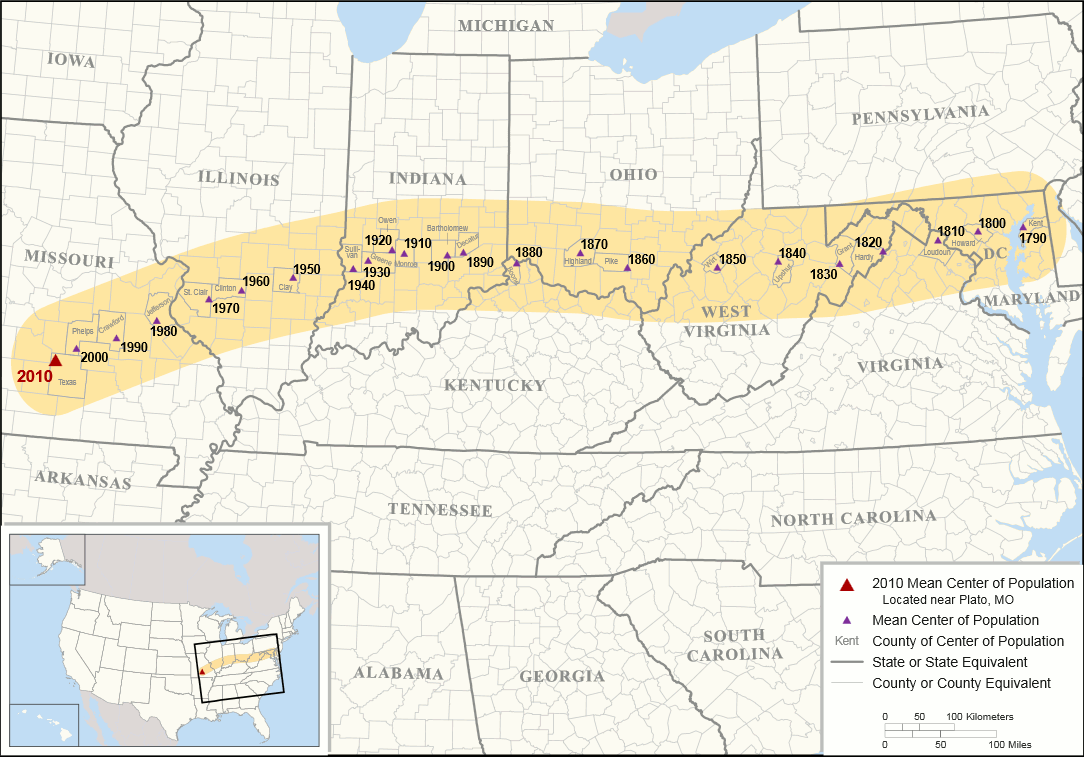 MICHIGAN
IOWA
PENNSYLVANIA
ILLINOIS
INDIANA
OHIO
MISSOURI
Owen
Bartholomew
Decatur
Sulli-
van
Greene
Monroe
1920
1910
1930
1940
1900
1890
1880
Boone
1870
Highland
Pike
1860
Wirt
1850
1840
Upshur
1830
Grant
1820
Hardy
1810
Loudoun
Howard
1800
Kent
1790
DC
MARYLAND
1950
Clay
1960
Clinton
St. Clair
1970
Jefferson
1980
Crawford
1990
Phelps
2000
2010
Texas
WEST
VIRGINIA
VIRGINIA
KENTUCKY
ARKANSAS
TENNESSEE
NORTH CAROLINA
SOUTH
CAROLINA
ALABAMA
GEORGIA
2010 Mean Center of Population
Located near Plato, MO
Mean Center of Population
Kent
County of Center of Population
State or State Equivalent
County or County Equivalent
0 50 100 Kilometers
0 50 100 Miles